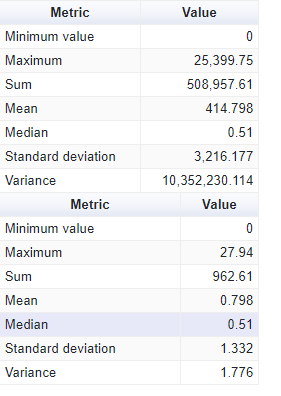 Metric Value
Minimum value 0
Maximum 25,399.75
Sum 508,957.61
Mean 414.798
Median 0.51
Standard deviation 3,216.177
Variance 10,352,230.114
Metric Value
Minimum value 0
Maximum 27.94
Sum 962.61
Mean 0.798
Median 0.51
Standard deviation 1.332
Variance 1.776